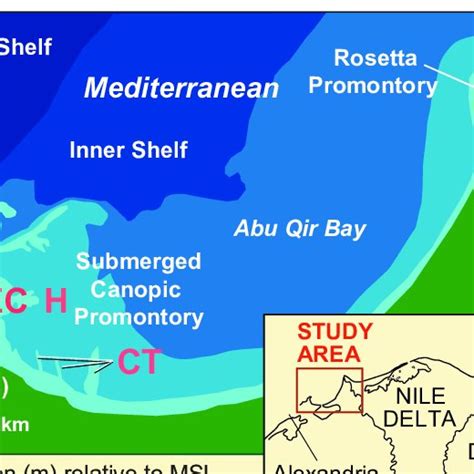 Shelf
Rosetta
Promontory
Mediterranean
Inner Shelf
Abu Qir Bay
Submerged
Canopic
Promontory
EC H
CT
)
km
STUDY
AREA
NILE
DELTA
Alexandria
(m) relative to MSL